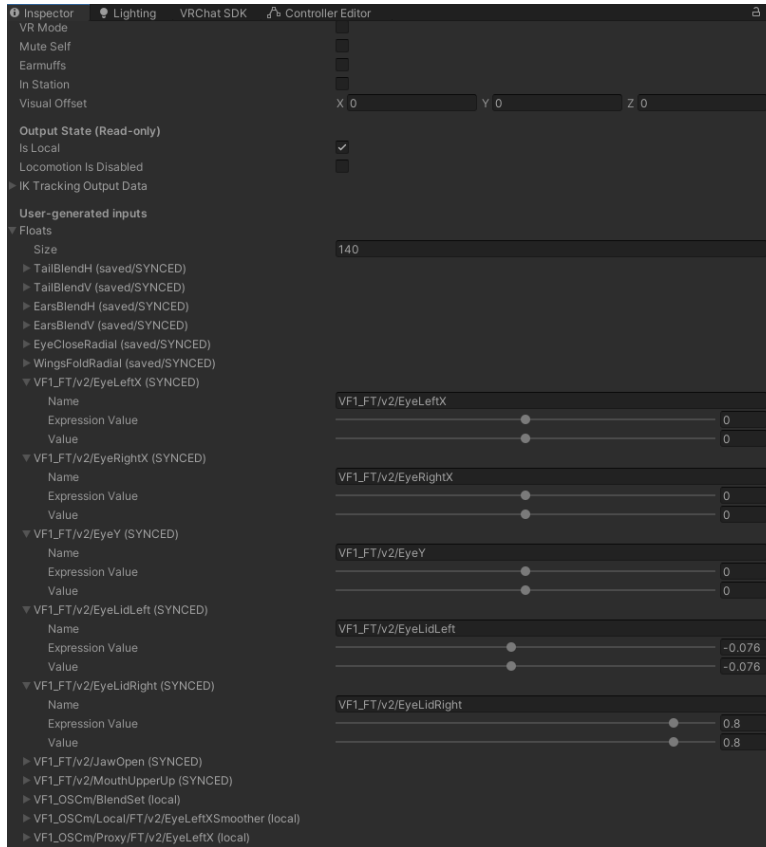 Inspector Lighting VRChat SDK Controller Editor
VR Mode
Mute Self
Earmuffs
In Station
Visual Offset X 0 Y 0 Z 0
Output State (Read-only)
Is Local
Locomotion Is Disabled
IK Tracking Output Data
User-generated inputs
Floats
Size 140
TailBlendH (saved/SYNCED)
TailBlendV (saved/SYNCED)
EarsBlendH (saved/SYNCED)
EarsBlendV (saved/SYNCED)
EyeCloseRadial (saved/SYNCED)
WingsFoldRadial (saved/SYNCED)
VF1_FT/v2/EyeLeftX (SYNCED)
Name VF1_FT/v2/EyeLeftX
Expression Value 0
Value 0
VF1_FT/v2/EyeRightX (SYNCED)
Name VF1_FT/v2/EyeRightX
Expression Value 0
Value 0
VF1_FT/v2/EyeY (SYNCED)
Name VF1_FT/v2/EyeY
Expression Value 0
Value 0
VF1_FT/v2/EyeLidLeft (SYNCED)
Name VF1_FT/v2/EyeLidLeft
Expression Value -0.076
Value -0.076
VF1_FT/v2/EyeLidRight (SYNCED)
Name VF1_FT/v2/EyeLidRight
Expression Value 0.8
Value 0.8
VF1_FT/v2/JawOpen (SYNCED)
VF1_FT/v2/MouthUpperUp (SYNCED)
VF1_OSCm/BlendSet (local)
VF1_OSCm/Local/FT/v2/EyeLeftXSmoother (local)
VF1_OSCm/Proxy/FT/v2/EyeLeftX (local)